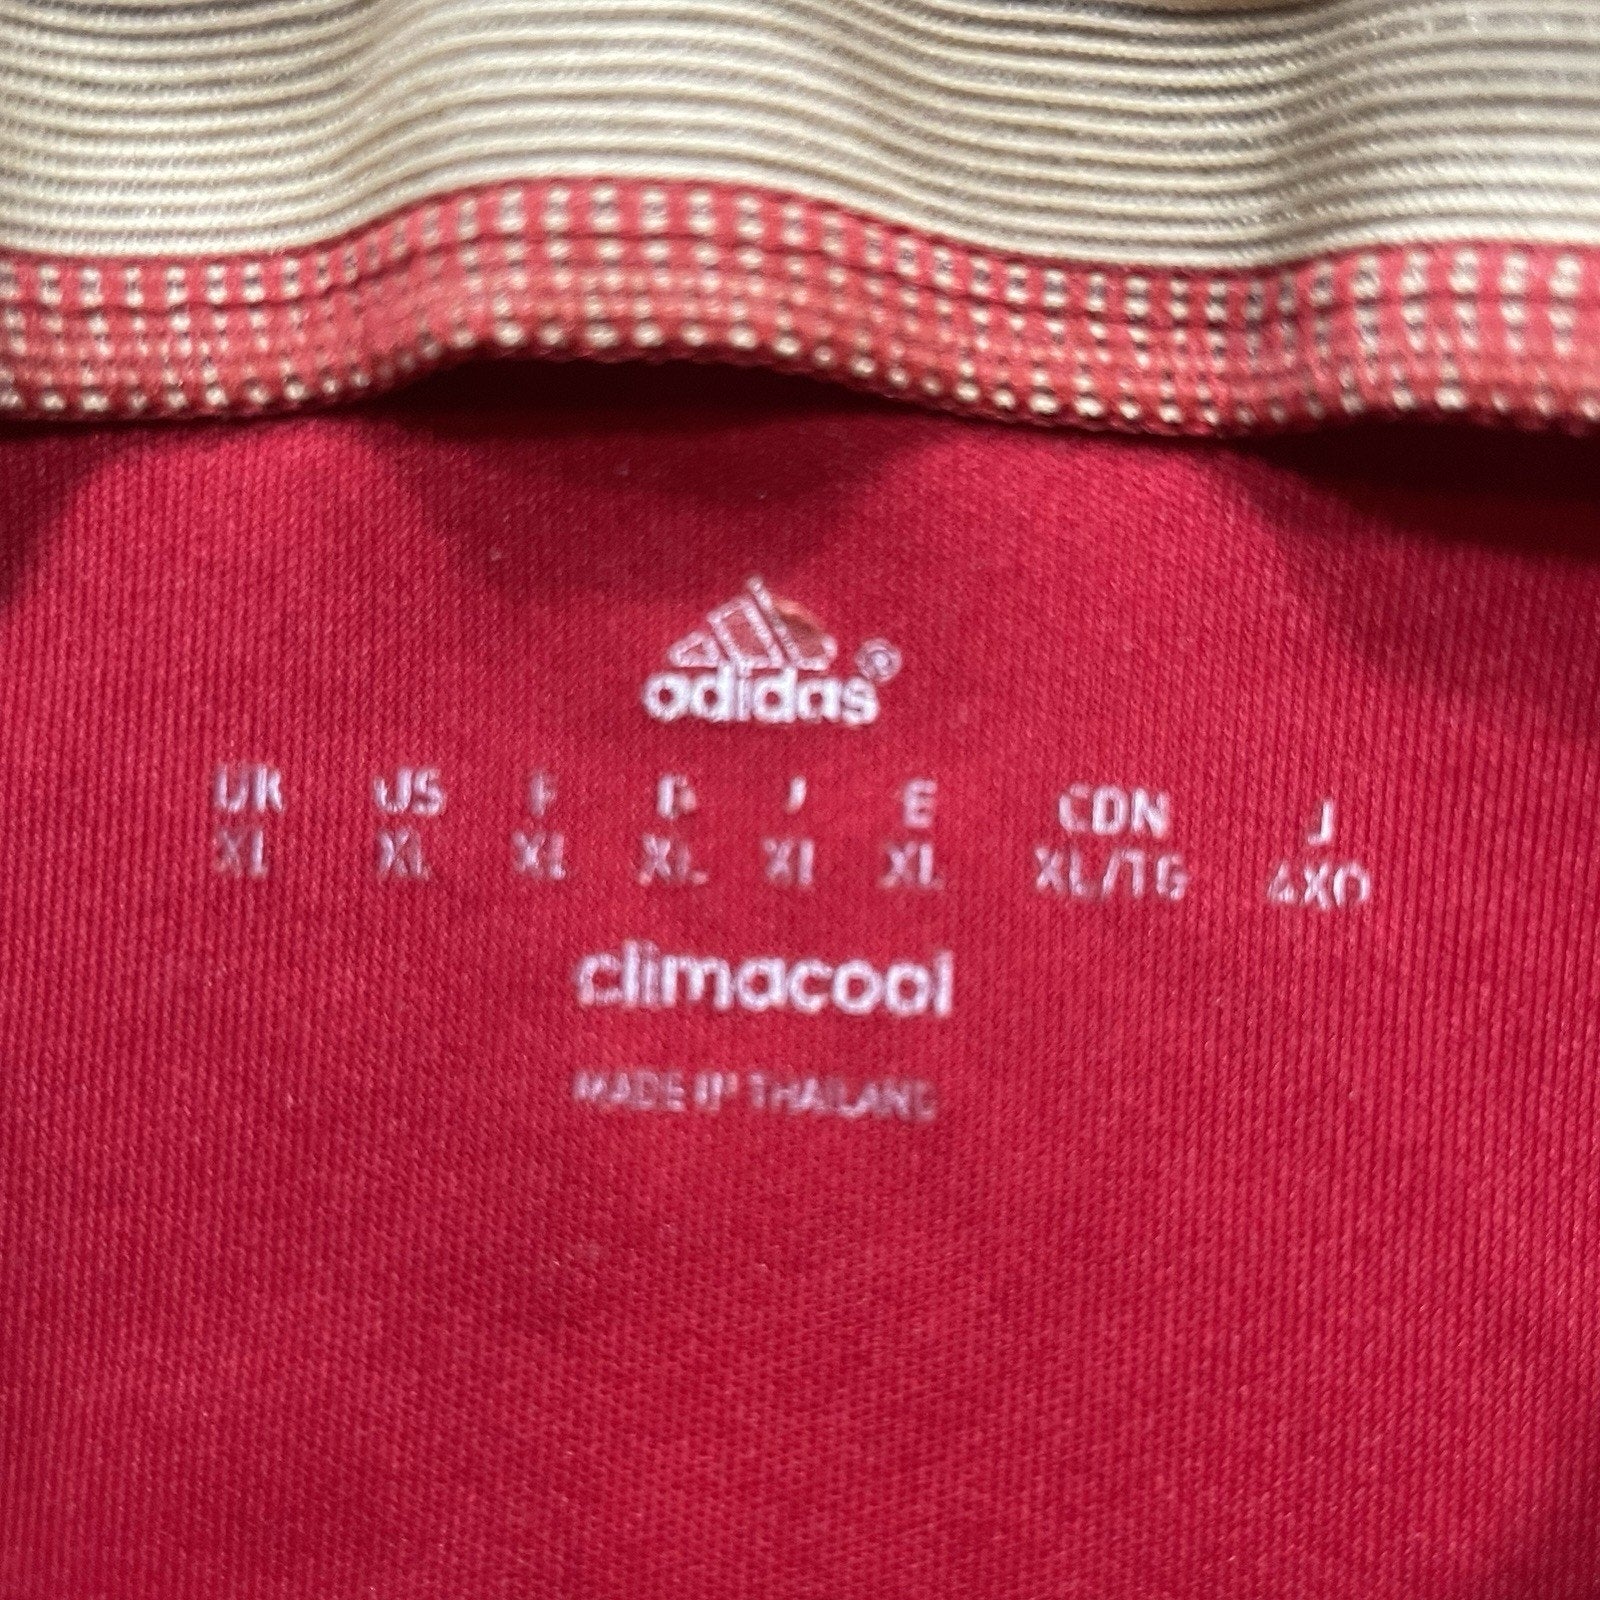 adidas®
UK US F D I E CDN J
XL XL XL XL XL XL XL/TG 4XO
climacool
MADE IN THAILAND